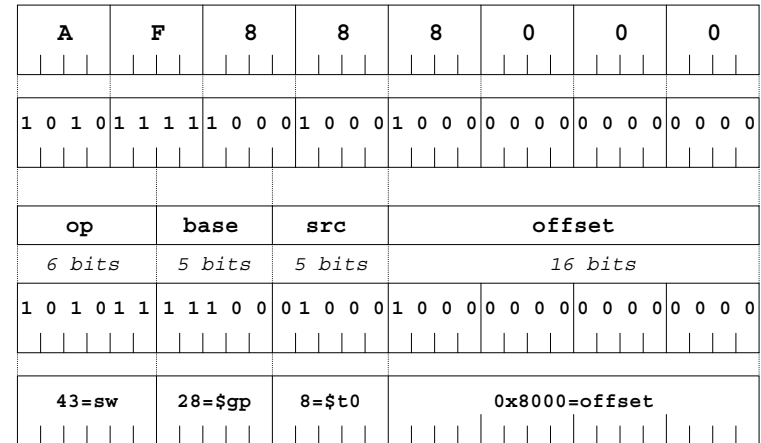 A F 8 8 8 0 0 0
1 0 1 0 1 1 1 1 1 0 0 0 1 0 0 0 1 0 0 0 0 0 0 0 0 0 0 0 0 0 0 0
op base src offset
6 bits 5 bits 5 bits 16 bits
1 0 1 0 1 1 1 1 1 0 0 0 1 0 0 0 1 0 0 0 0 0 0 0 0 0 0 0 0 0 0 0
43=sw 28=$gp 8=$t0 0x8000=offset